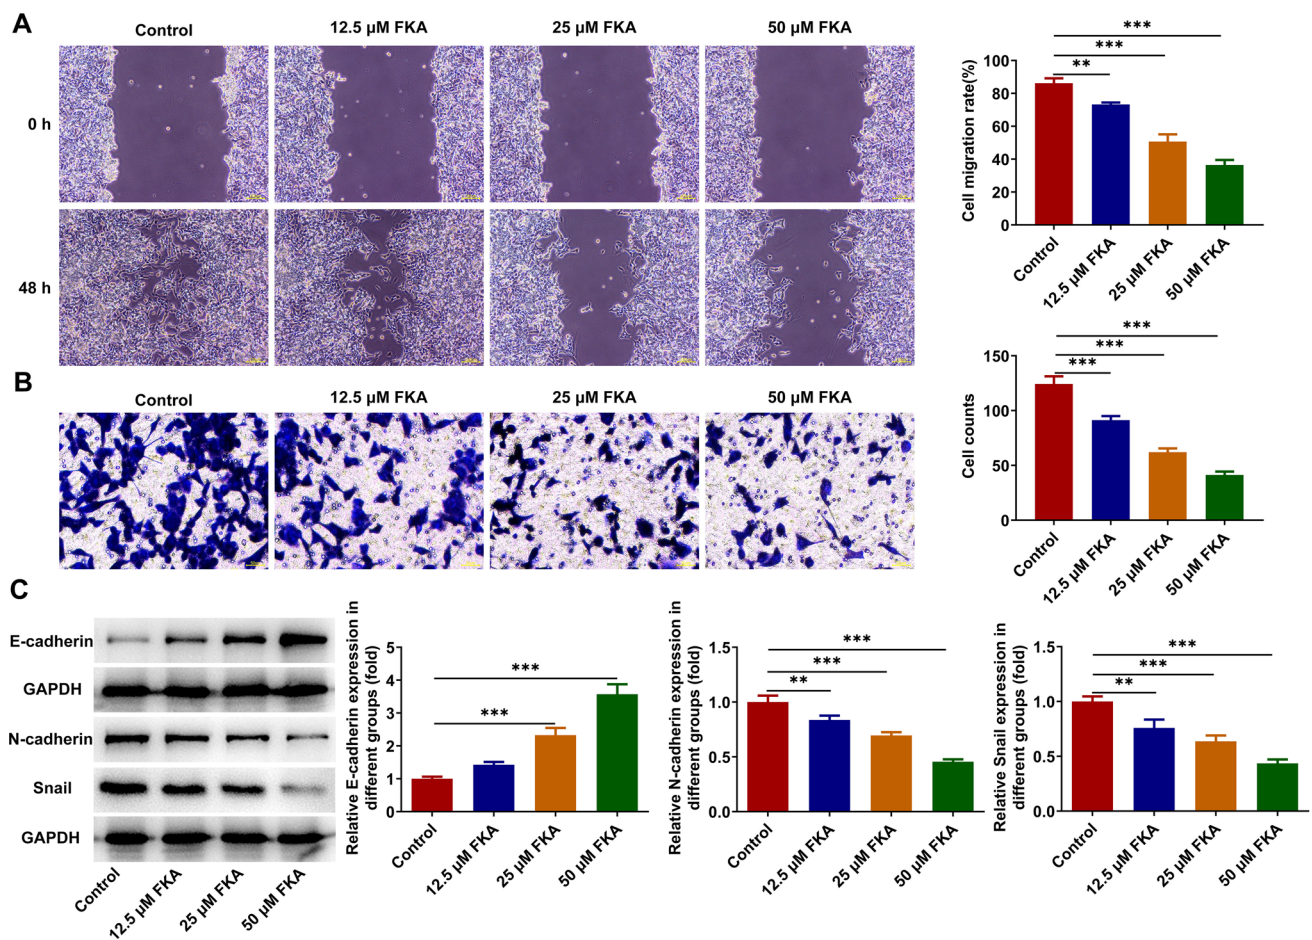 A
Control
12.5 μM FKA
25 μM FKA
50 μM FKA
0 h
48 h
Cell migration rate(%)
100
80
60
40
20
0
***
***
**
Control
12.5 μM FKA
25 μM FKA
50 μM FKA
B
Control
12.5 μM FKA
25 μM FKA
50 μM FKA
Cell counts
150
100
50
0
***
***
***
Control
12.5 μM FKA
25 μM FKA
50 μM FKA
C
E-cadherin
GAPDH
N-cadherin
Snail
GAPDH
Control
12.5 μM FKA
25 μM FKA
50 μM FKA
Relative E-cadherin expression in
different groups (fold)
5
4
3
2
1
0
***
***
Control
12.5 μM FKA
25 μM FKA
50 μM FKA
Relative N-cadherin expression in
different groups (fold)
1.5
1.0
0.5
0.0
***
***
**
Control
12.5 μM FKA
25 μM FKA
50 μM FKA
Relative Snail expression in
different groups (fold)
1.5
1.0
0.5
0.0
***
***
**
Control
12.5 μM FKA
25 μM FKA
50 μM FKA